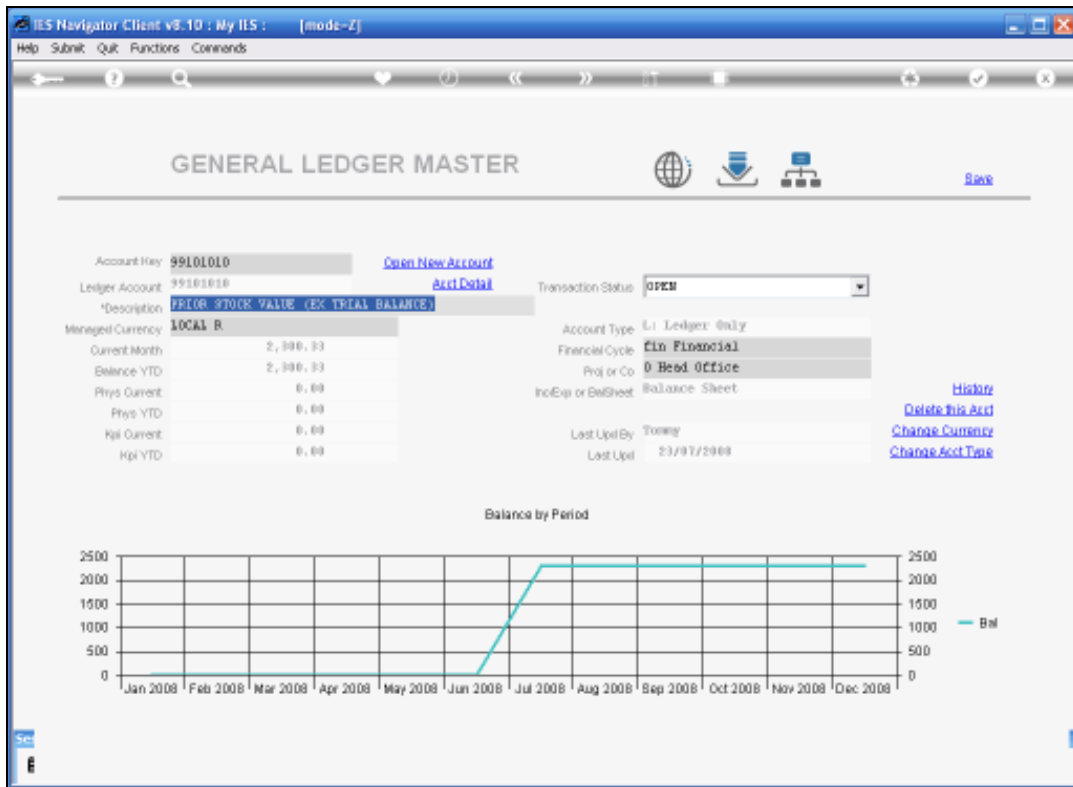 IES Navigator Client v8.10 : My IES : [mode=Z]
Help Submit Quit Functions Commands
GENERAL LEDGER MASTER
Save
Account Key 99101010 Open New Account
Ledger Account 99101010 Acct Detail Transaction Status OPEN
*Description PRIOR STOCK VALUE (EX TRIAL BALANCE)
Managed Currency LOCAL R Account Type L: Ledger Only
Current Month 2,300.33 Financial Cycle fin Financial
Balance YTD 2,300.33 Proj or Co 0 Head Office
Phys Current 0.00 Inc/Exp or BalSheet Balance Sheet History
Phys YTD 0.00 Delete this Acct
Kpi Current 0.00 Last Upd By Tommy Change Currency
Kpi YTD 0.00 Last Upd 23/07/2008 Change Acct Type
Balance by Period
2500 2500
2000 2000
1500 1500
1000 1000 Bal
500 500
0 0
Jan 2008 Feb 2008 Mar 2008 Apr 2008 May 2008 Jun 2008 Jul 2008 Aug 2008 Sep 2008 Oct 2008 Nov 2008 Dec 2008